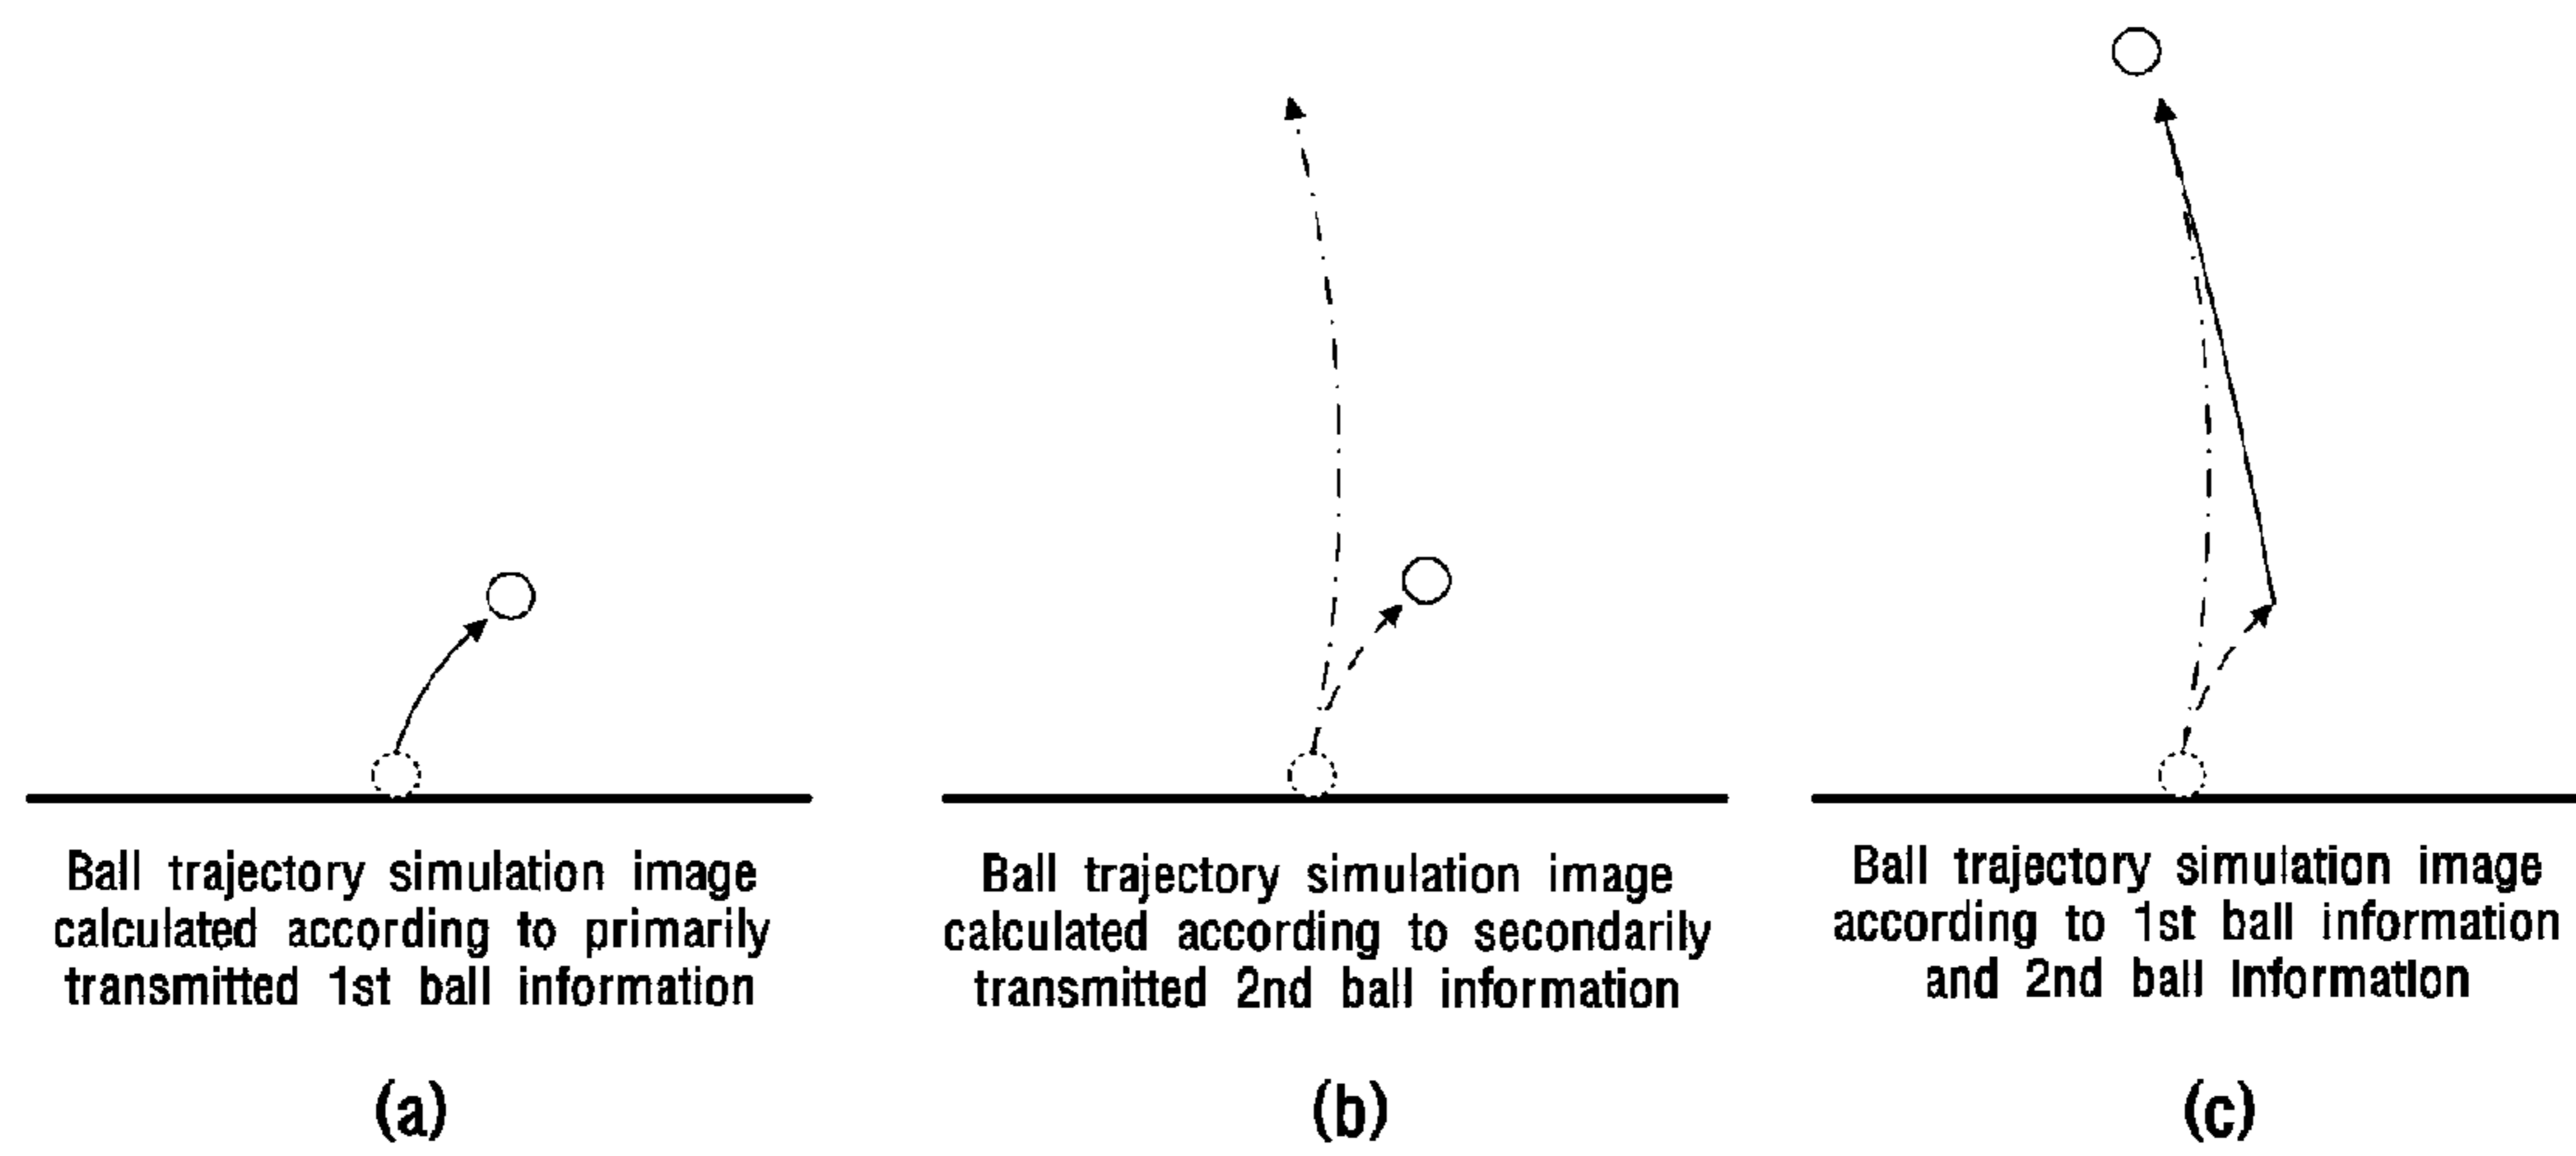 Ball trajectory simulation image
calculated according to primarily
transmitted 1st ball information
(a)
Ball trajectory simulation image
calculated according to secondarily
transmitted 2nd ball information
(b)
Ball trajectory simulation image
according to 1st ball information
and 2nd ball information
(c)